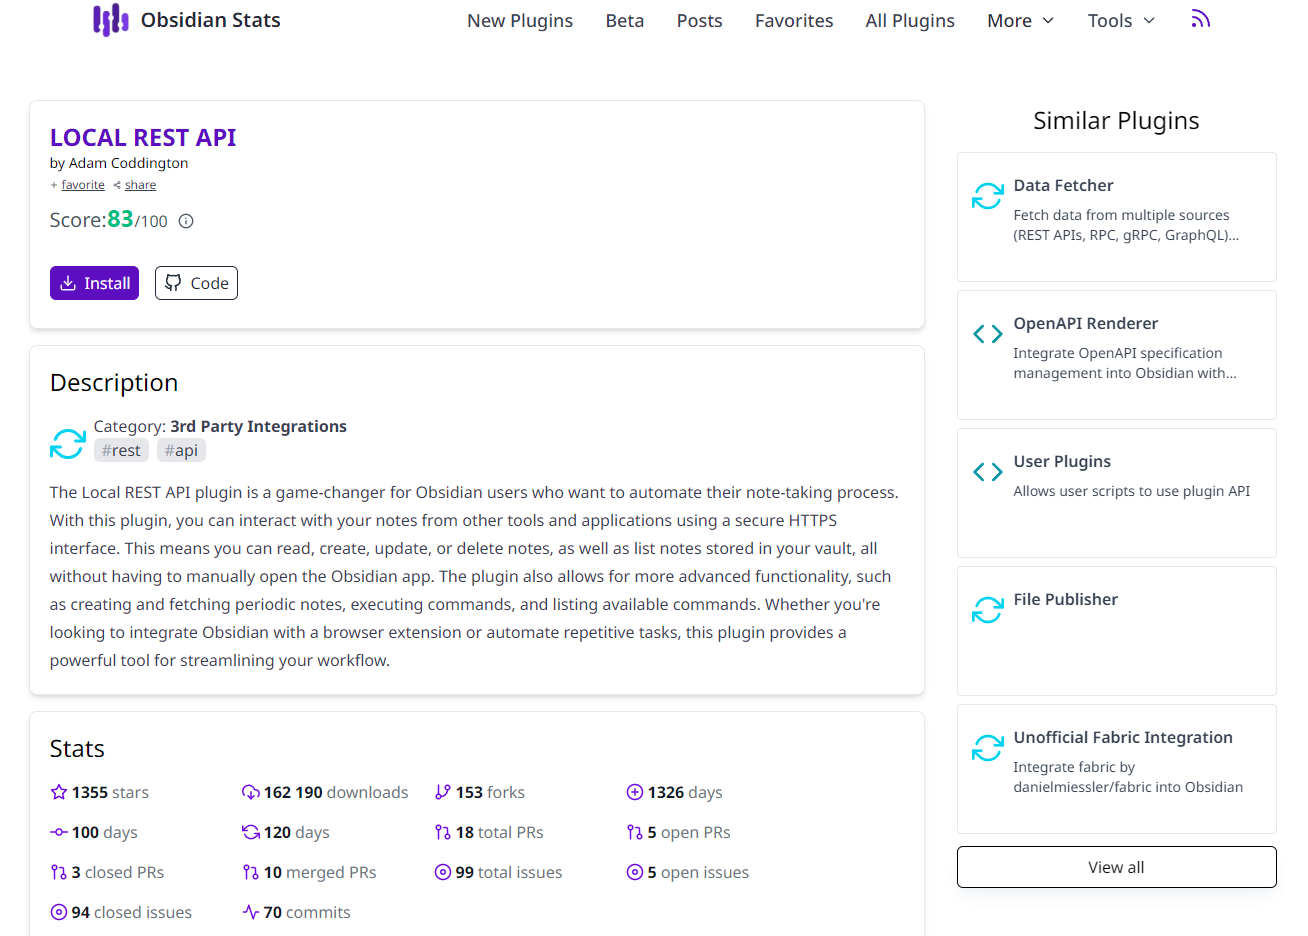 Obsidian Stats
New Plugins Beta Posts Favorites All Plugins More Tools
LOCAL REST API
by Adam Coddington
+ favorite share
Score:83/100
Install Code
Description
Category: 3rd Party Integrations
#rest #api
The Local REST API plugin is a game-changer for Obsidian users who want to automate their note-taking process.
With this plugin, you can interact with your notes from other tools and applications using a secure HTTPS
interface. This means you can read, create, update, or delete notes, as well as list notes stored in your vault, all
without having to manually open the Obsidian app. The plugin also allows for more advanced functionality, such
as creating and fetching periodic notes, executing commands, and listing available commands. Whether you're
looking to integrate Obsidian with a browser extension or automate repetitive tasks, this plugin provides a
powerful tool for streamlining your workflow.
Stats
1355 stars 162 190 downloads 153 forks 1326 days
100 days 120 days 18 total PRs 5 open PRs
3 closed PRs 10 merged PRs 99 total issues 5 open issues
94 closed issues 70 commits
Similar Plugins
Data Fetcher
Fetch data from multiple sources
(REST APIs, RPC, gRPC, GraphQL)...
OpenAPI Renderer
Integrate OpenAPI specification
management into Obsidian with...
User Plugins
Allows user scripts to use plugin API
File Publisher
Unofficial Fabric Integration
Integrate fabric by
danielmiessler/fabric into Obsidian
View all